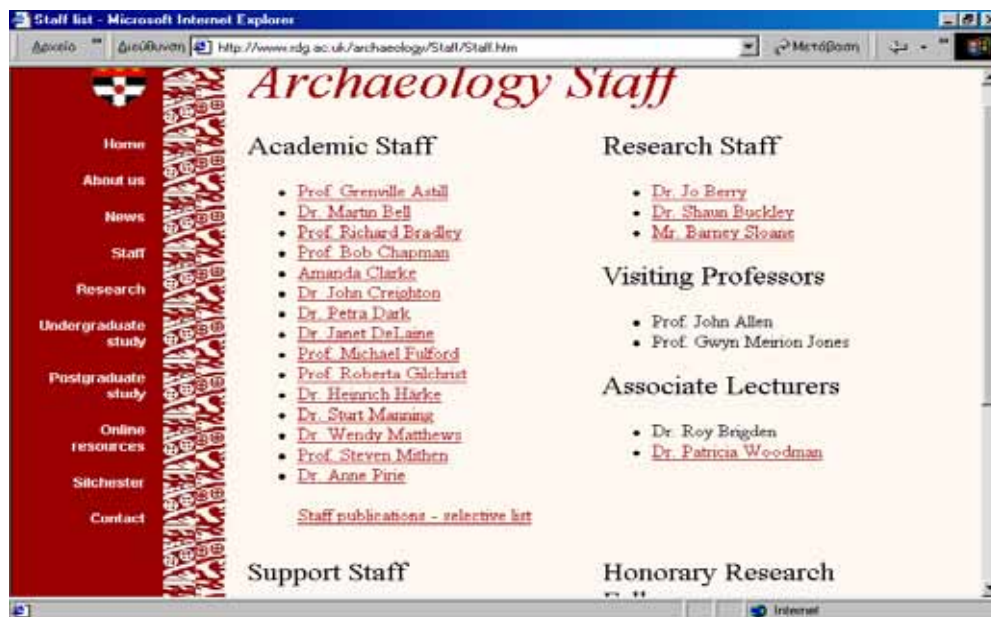 Staff list - Microsoft Internet Explorer
Αρχείο " Διεύθυνση http://www.rdg.ac.uk/archaeology/Staff/Staff.htm Μετάβαση "
Archaeology Staff
Home
About us
News
Staff
Research
Undergraduate
study
Postgraduate
study
Online
resources
Silchester
Contact
Academic Staff
• Prof. Grenville Astill
• Dr. Martin Bell
• Prof. Richard Bradley
• Prof. Bob Chapman
• Amanda Clarke
• Dr. John Creighton
• Dr. Petra Dark
• Dr. Janet DeLaine
• Prof. Michael Fulford
• Prof. Roberta Gilchrist
• Dr. Heinrich Härke
• Dr. Sturt Manning
• Dr. Wendy Matthews
• Prof. Steven Mithen
• Dr. Anne Pirie
Staff publications - selective list
Support Staff
Research Staff
• Dr. Jo Berry
• Dr. Shaun Buckley
• Mr. Barney Sloane
Visiting Professors
• Prof. John Allen
• Prof. Gwyn Meirion Jones
Associate Lecturers
• Dr. Roy Brigden
• Dr. Patricia Woodman
Honorary Research
Internet